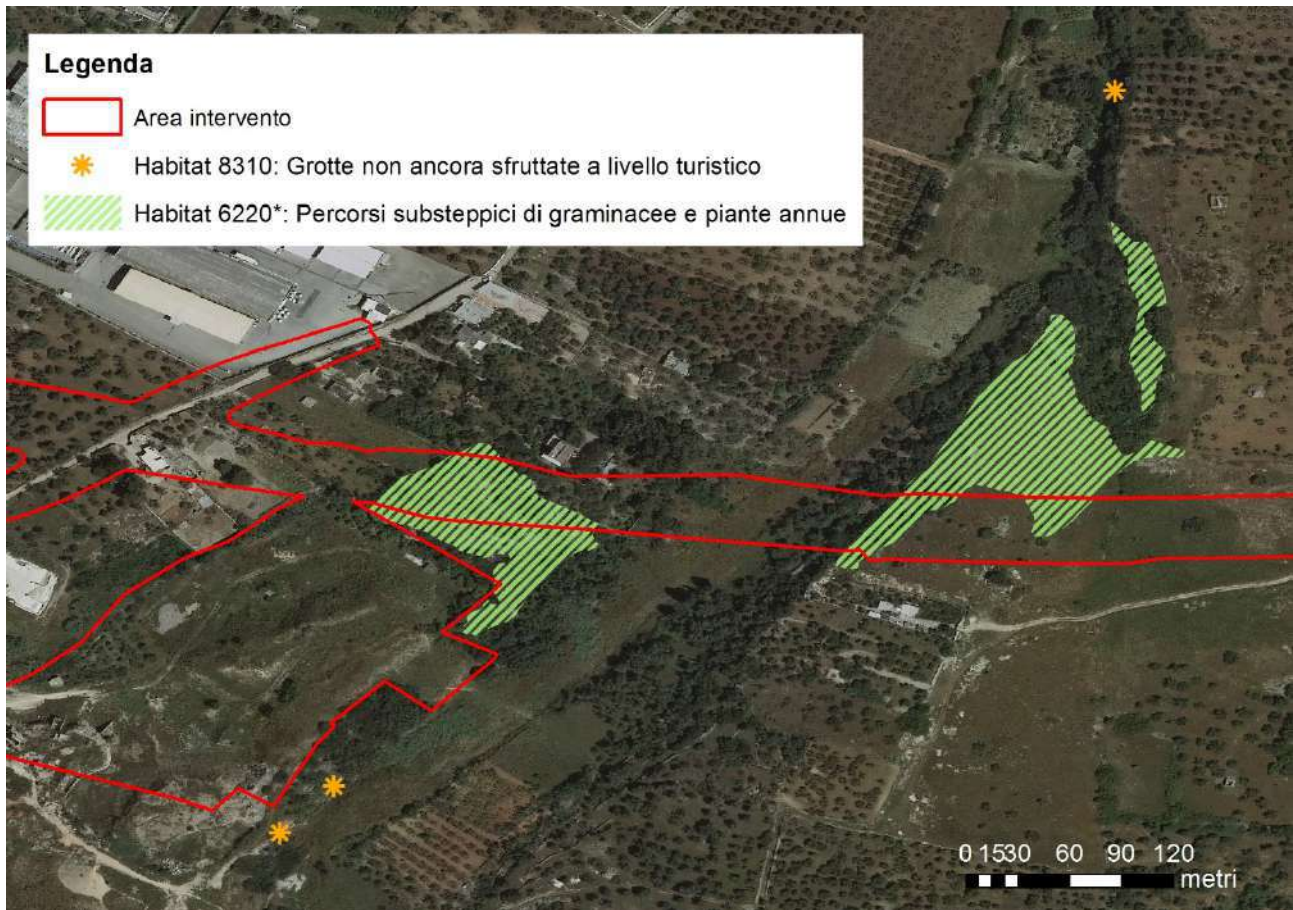 Legenda
Area intervento
Habitat 8310: Grotte non ancora sfruttate a livello turistico
Habitat 6220*: Percorsi substeppici di graminacee e piante annue
0 15 30 60 90 120
metri